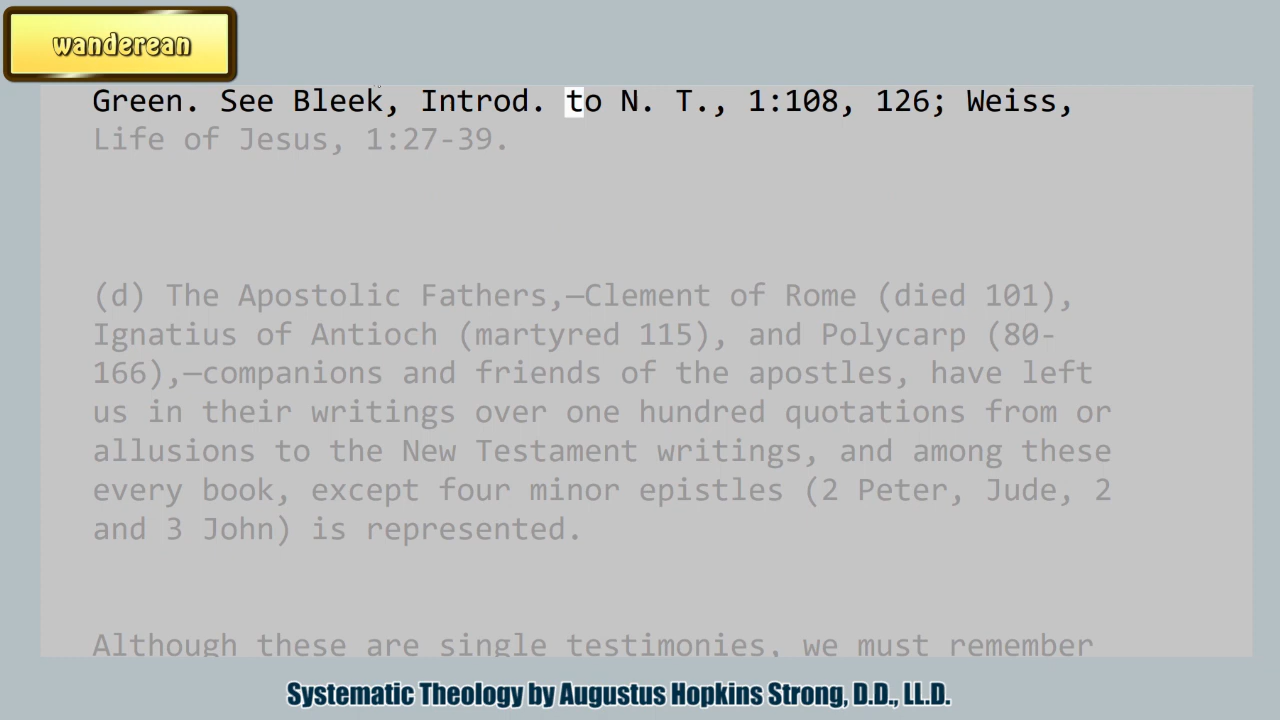 wanderean
Green. See Bleek, Introd. to N. T., 1:108, 126; Weiss,
Life of Jesus, 1:27-39.
(d) The Apostolic Fathers,—Clement of Rome (died 101),
Ignatius of Antioch (martyred 115), and Polycarp (80-
166),—companions and friends of the apostles, have left
us in their writings over one hundred quotations from or
allusions to the New Testament writings, and among these
every book, except four minor epistles (2 Peter, Jude, 2
and 3 John) is represented.
Although these are single testimonies, we must remember
Systematic Theology by Augustus Hopkins Strong, D.D., LL.D.